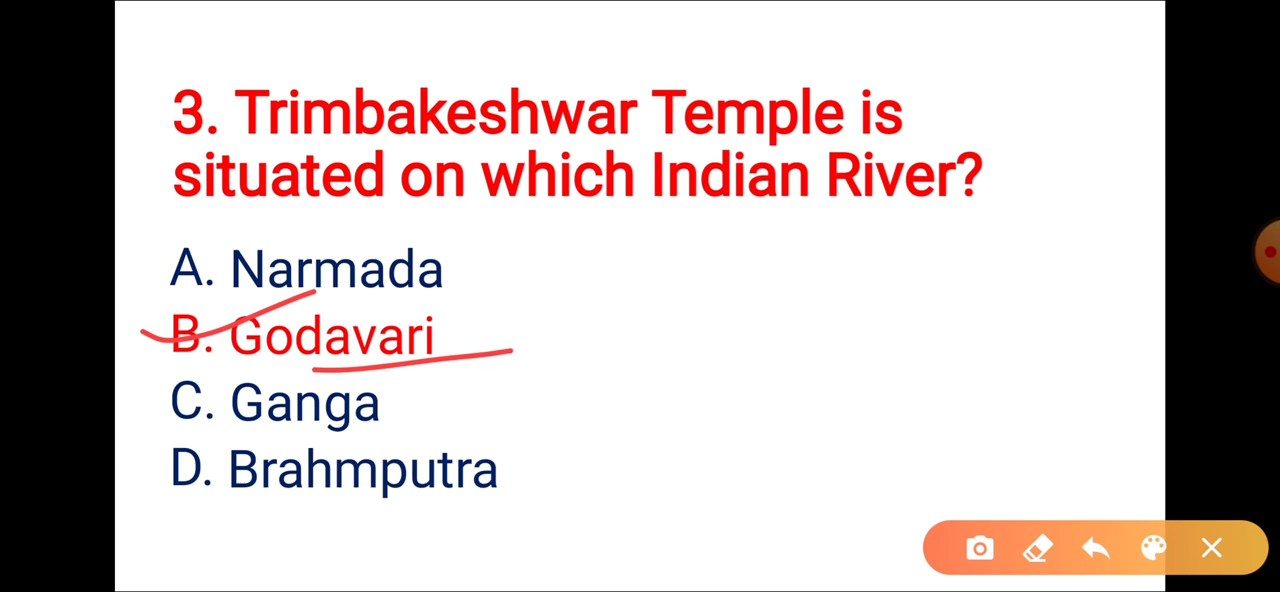 3. Trimbakeshwar Temple is
situated on which Indian River?
A. Narmada
B. Godavari
C. Ganga
D. Brahmputra